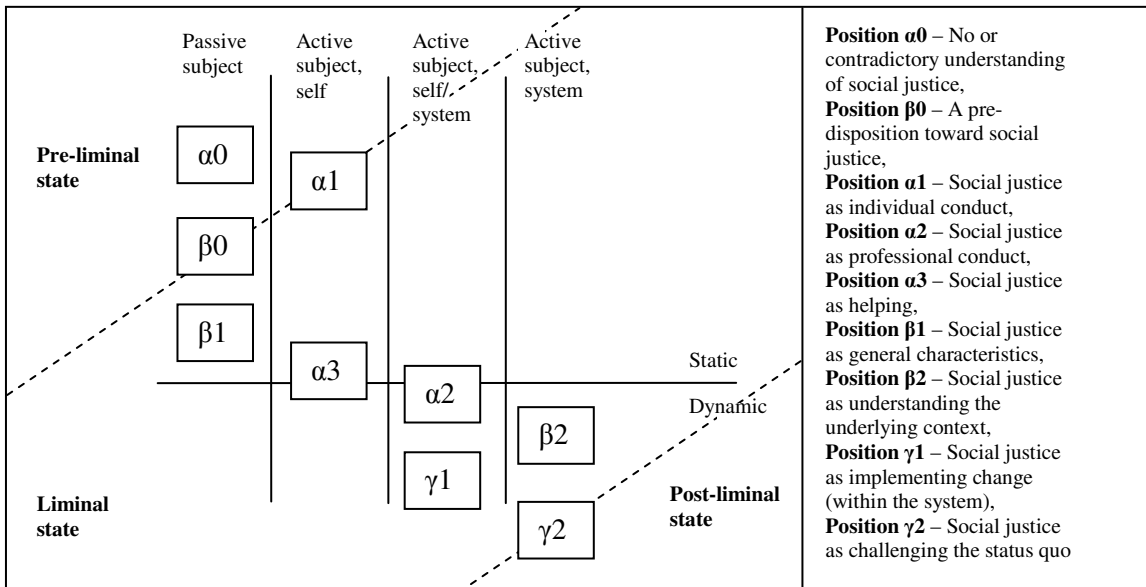 Passive
subject
Active
subject,
self
Active
subject,
self/
system
Active
subject,
system
Pre-liminal
state
α0
α1
β0
β1
α3
α2
Static
Dynamic
β2
γ1
γ2
Liminal
state
Post-liminal
state
Position α0 – No or
contradictory understanding
of social justice,
Position β0 – A pre-
disposition toward social
justice,
Position α1 – Social justice
as individual conduct,
Position α2 – Social justice
as professional conduct,
Position α3 – Social justice
as helping,
Position β1 – Social justice
as general characteristics,
Position β2 – Social justice
as understanding the
underlying context,
Position γ1 – Social justice
as implementing change
(within the system),
Position γ2 – Social justice
as challenging the status quo